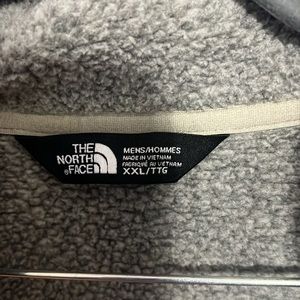 THE
NORTH
FACE
MENS/HOMMES
MADE IN VIETNAM
FABRIQUÉ AU VIETNAM
XXL/TTG